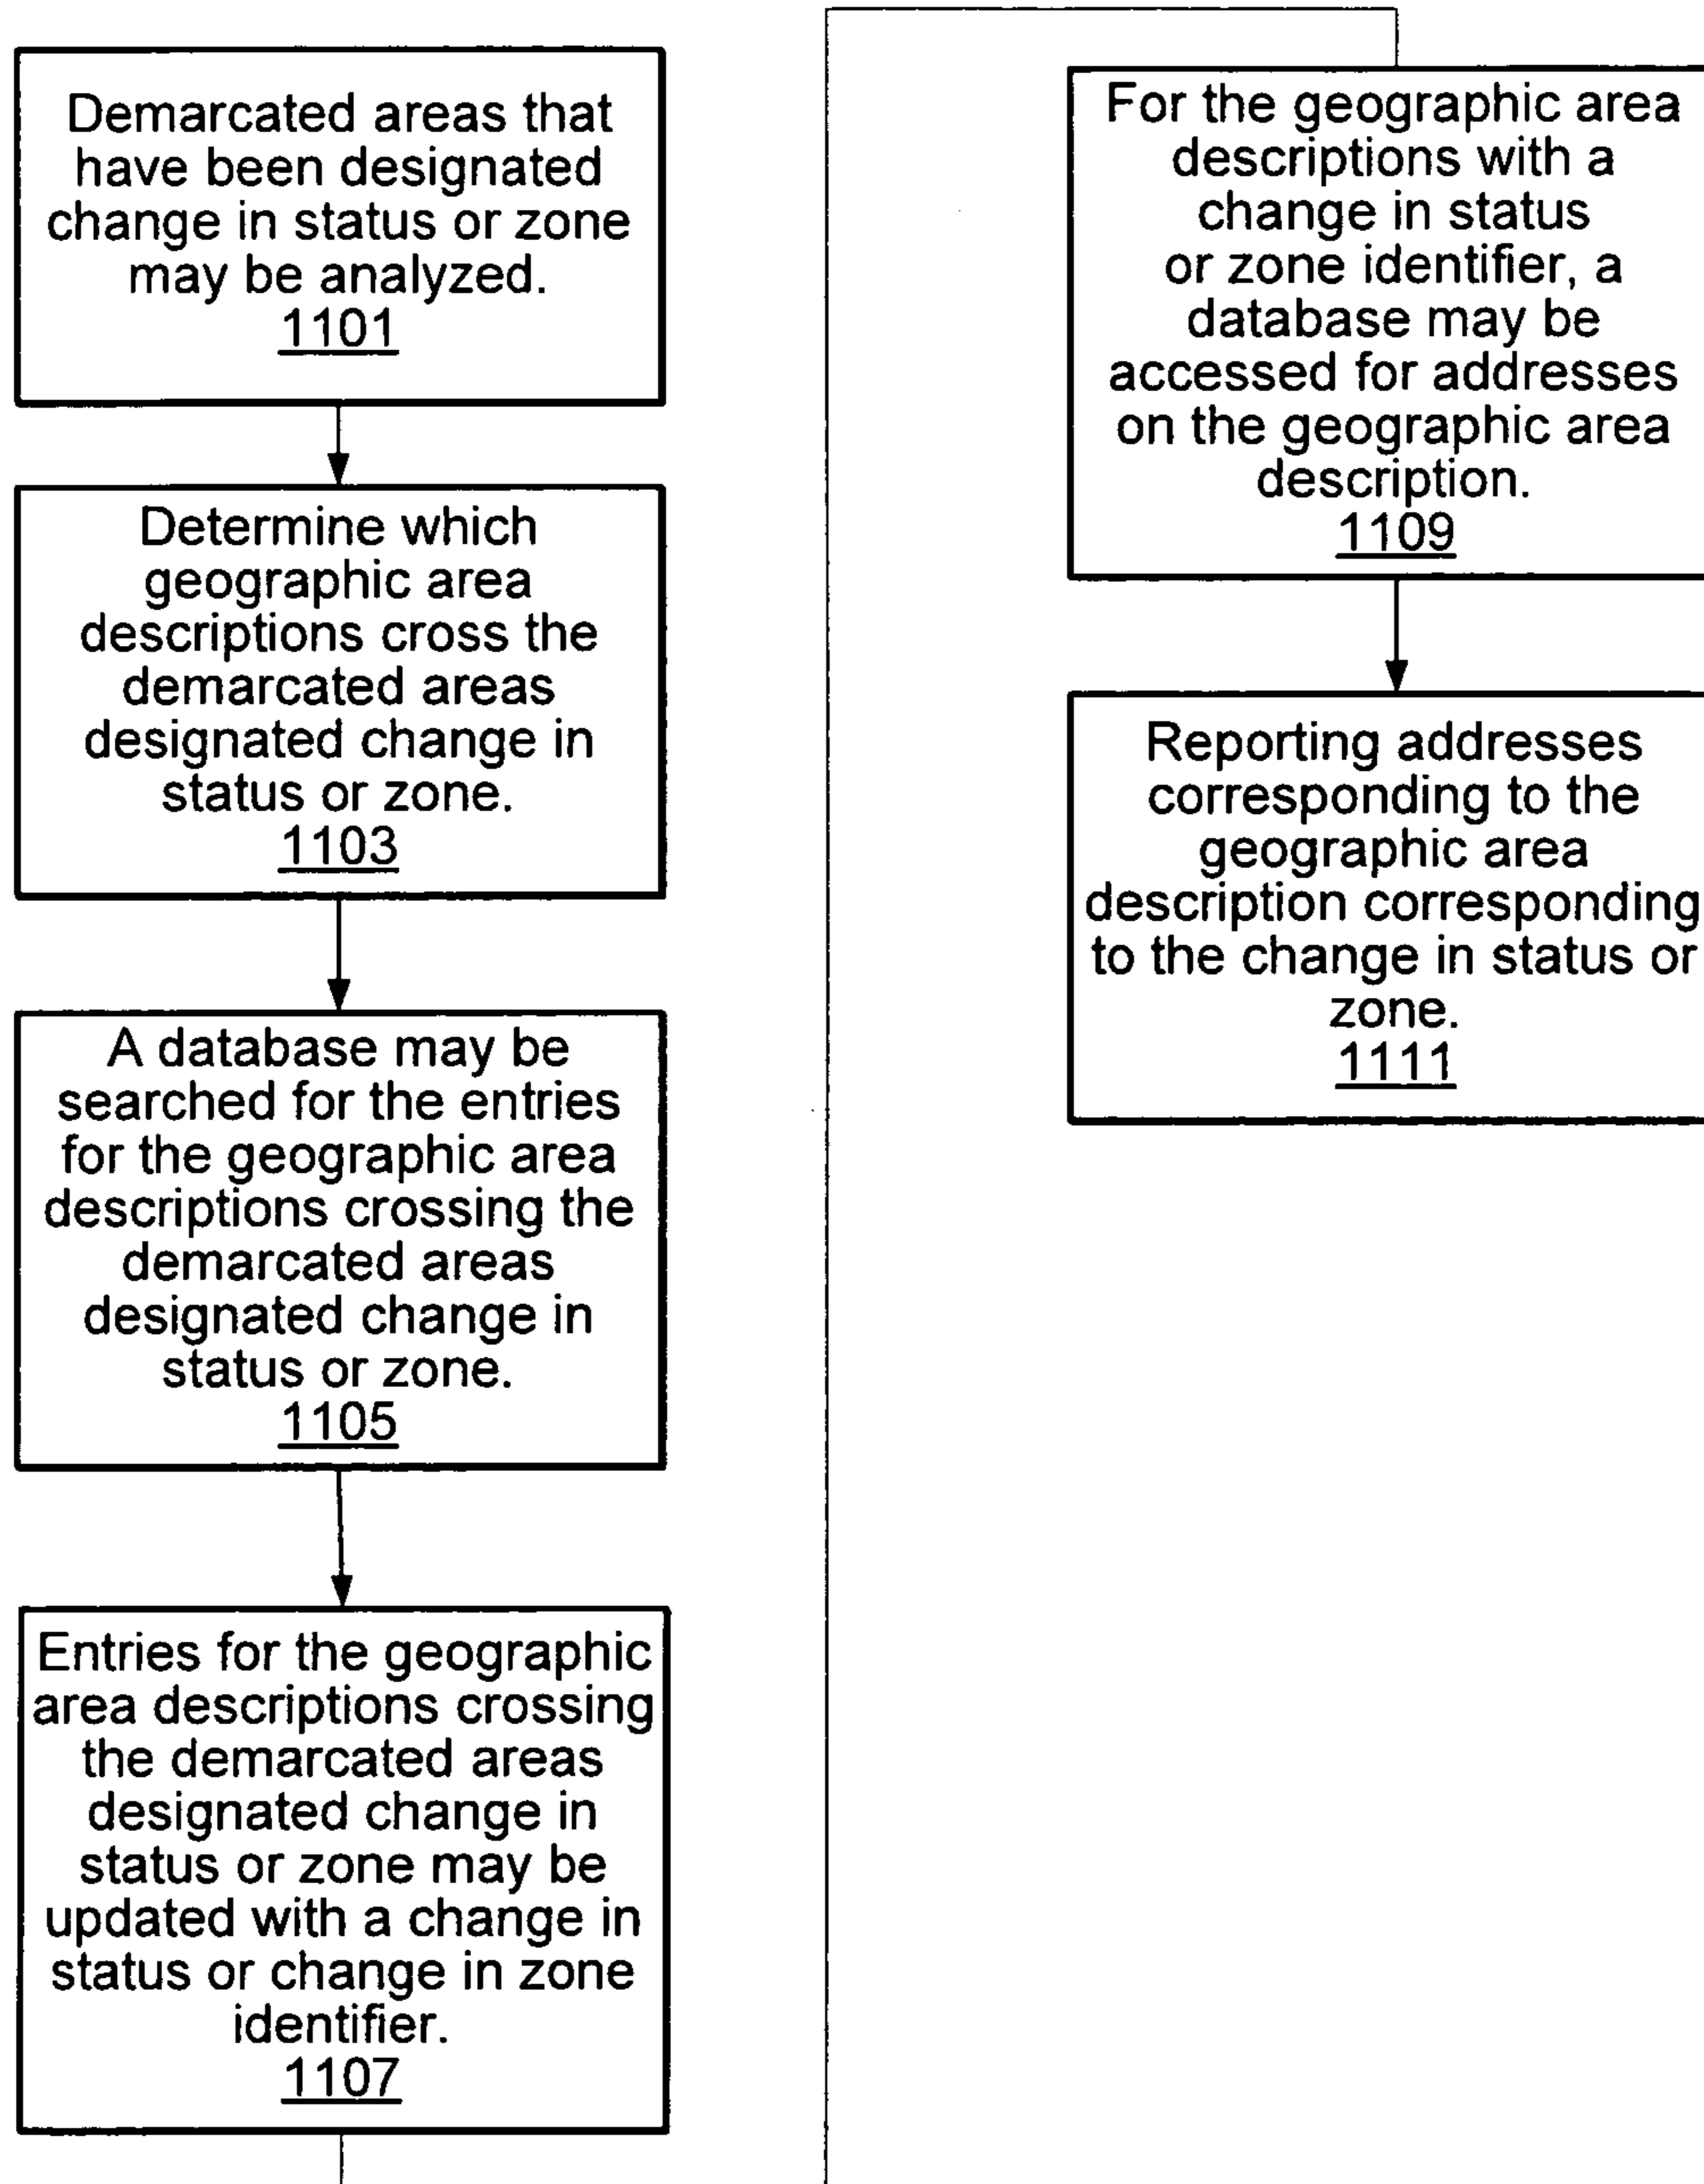 Demarcated areas that
have been designated
change in status or zone
may be analyzed.
1101
Determine which
geographic area
descriptions cross the
demarcated areas
designated change in
status or zone.
1103
A database may be
searched for the entries
for the geographic area
descriptions crossing the
demarcated areas
designated change in
status or zone.
1105
Entries for the geographic
area descriptions crossing
the demarcated areas
designated change in
status or zone may be
updated with a change in
status or change in zone
identifier.
1107
For the geographic area
descriptions with a
change in status
or zone identifier, a
database may be
accessed for addresses
on the geographic area
description.
1109
Reporting addresses
corresponding to the
geographic area
description corresponding
to the change in status or
zone.
1111